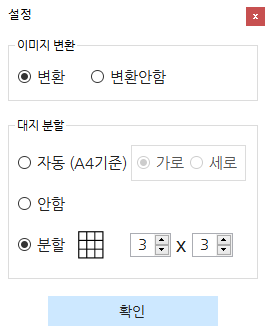 설정
이미지 변환
변환 변환안함
대지 분할
자동 (A4기준) 가로 세로
안함
분할 3 x 3
확인